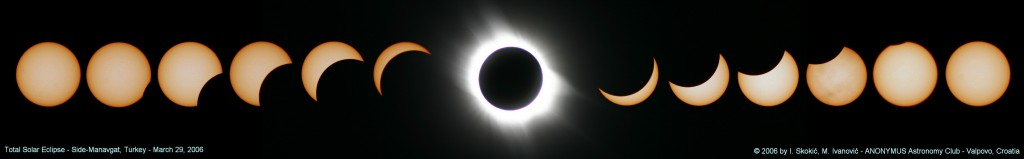 Total Solar Eclipse - Side-Manavgat, Turkey - March 29, 2006
© 2006 by I. Skokić, M. Ivanović - ANONYMUS Astronomy Club - Valpovo, Croatia